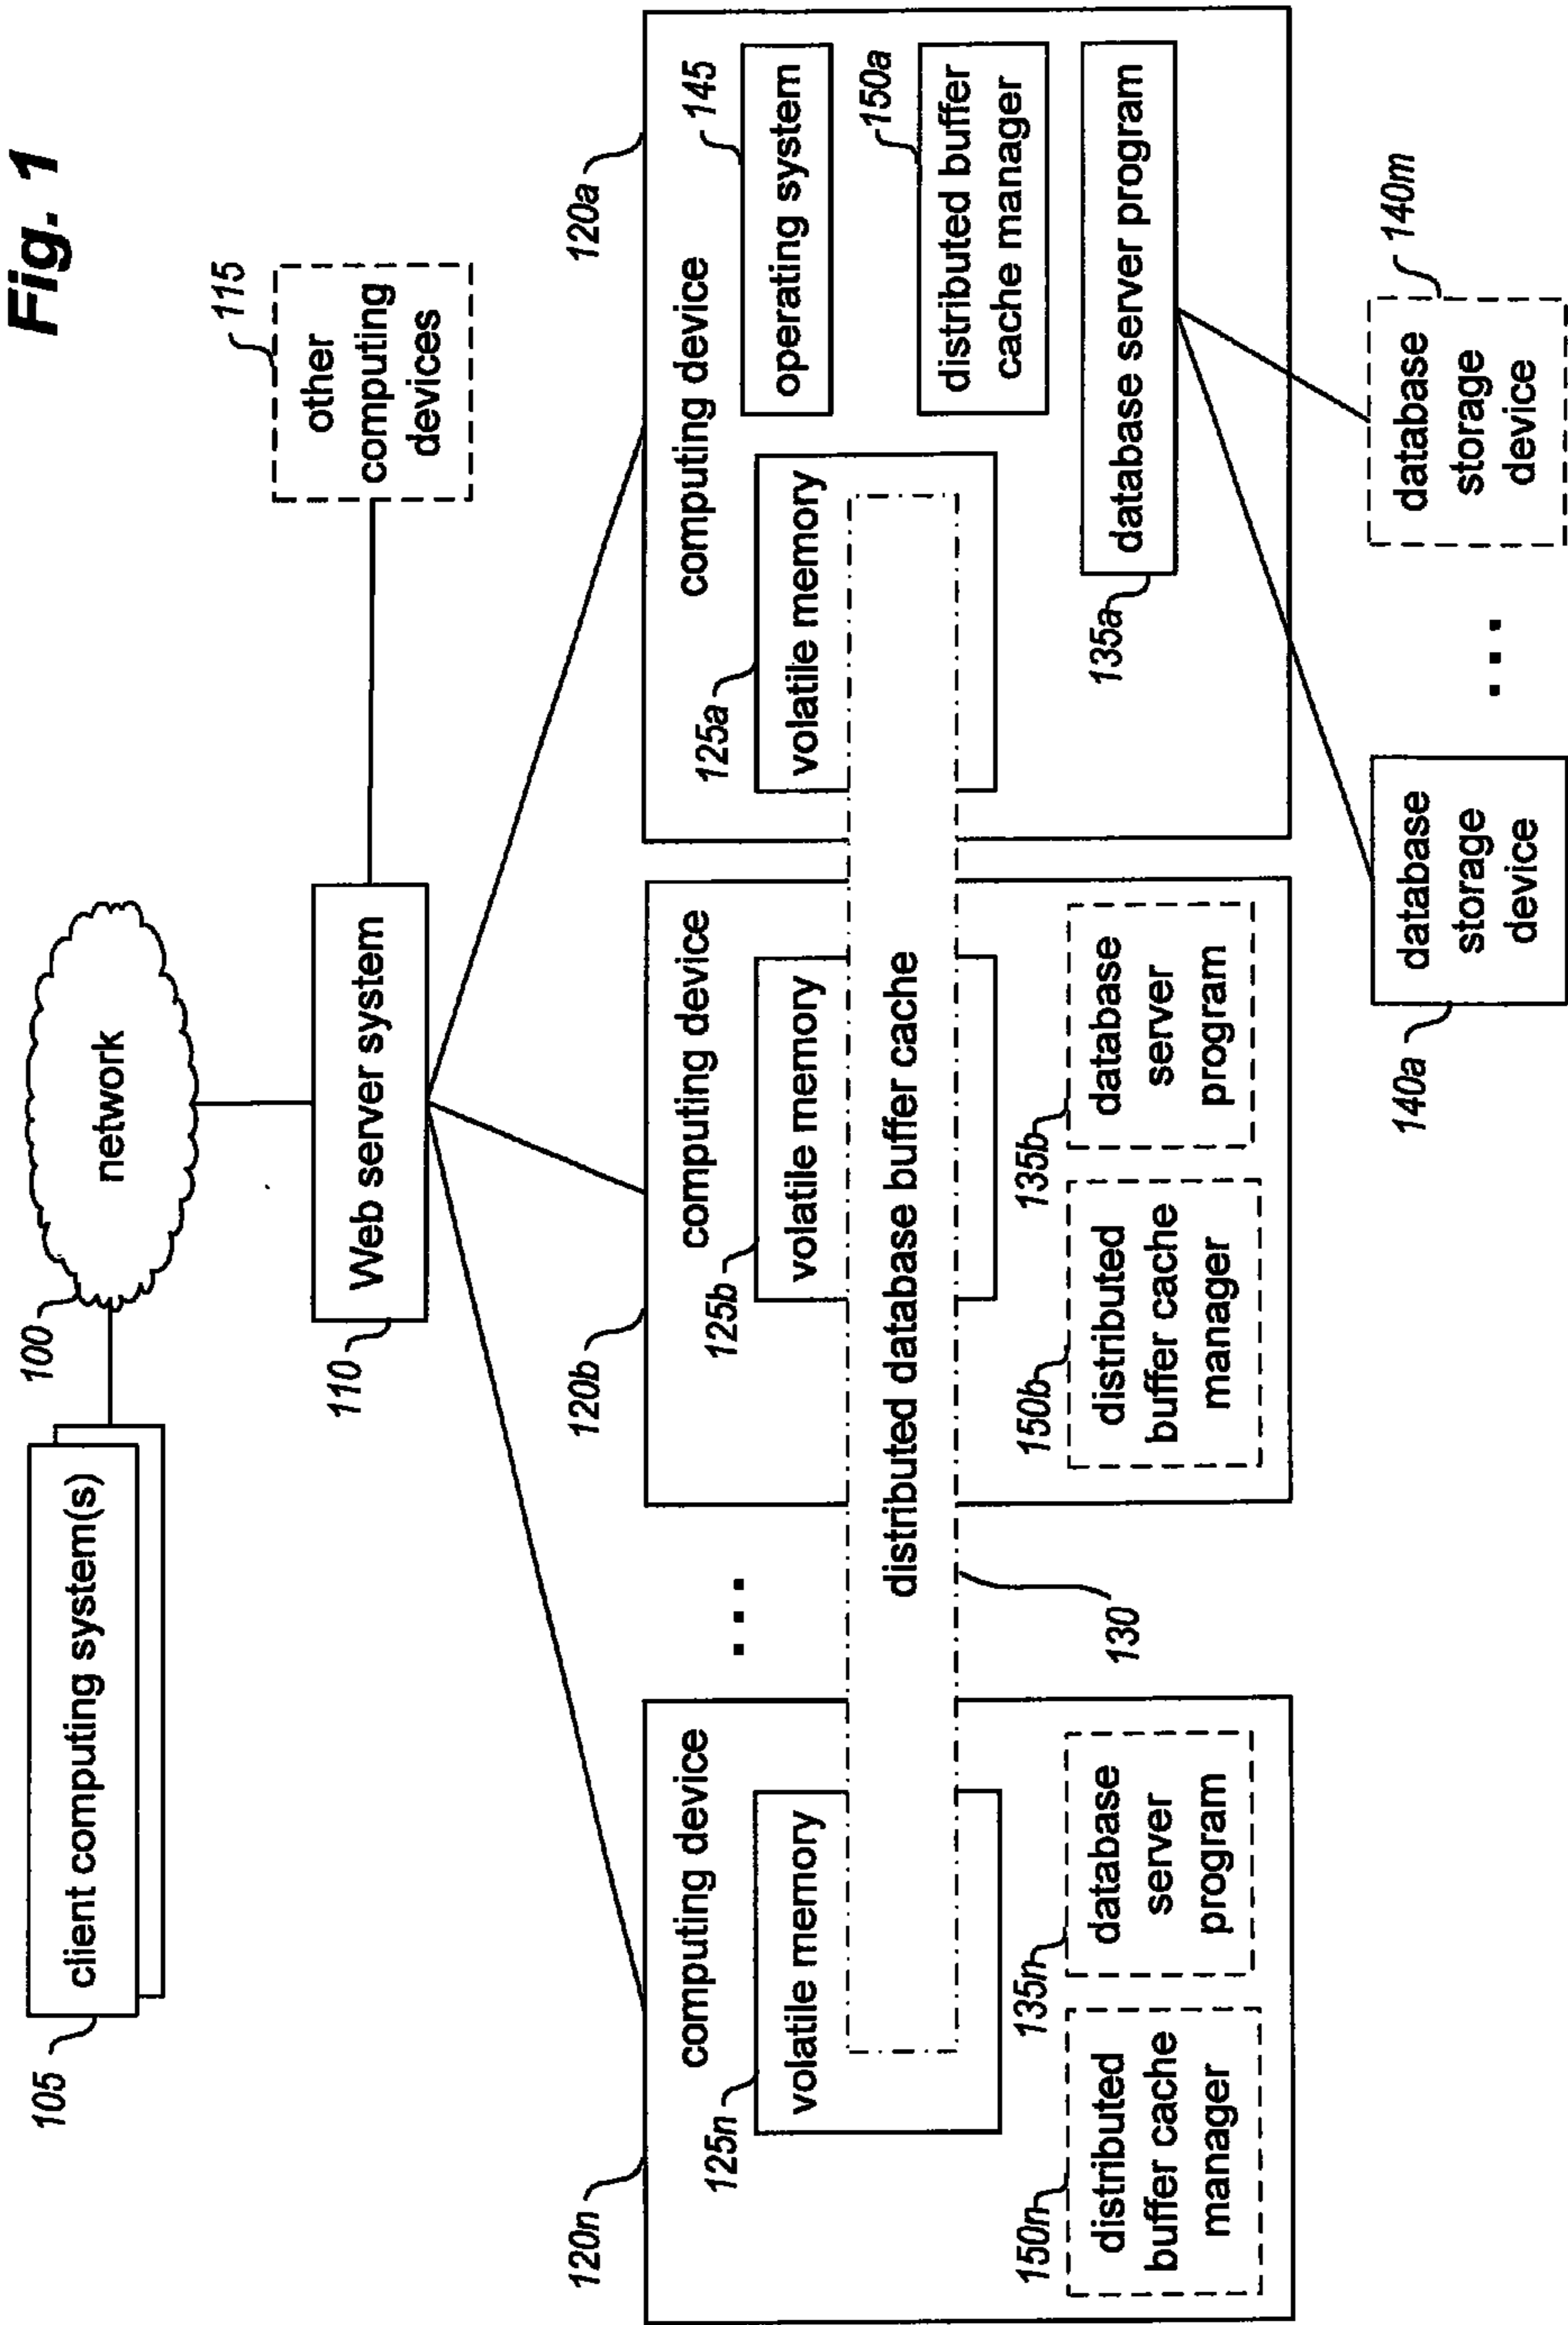 Fig. 1
105
client computing system(s)
100
network
110
Web server system
115
other
computing
devices
120n
computing device
125n
volatile memory
150n
distributed
buffer cache
manager
135n
database
server
program
...
120b
computing device
125b
volatile memory
150b
distributed
buffer cache
manager
135b
database
server
program
distributed database buffer cache
130
120a
computing device
125a
volatile memory
145
operating system
150a
distributed buffer
cache manager
135a
database server program
140a
database
storage
device
...
140m
database
storage
device